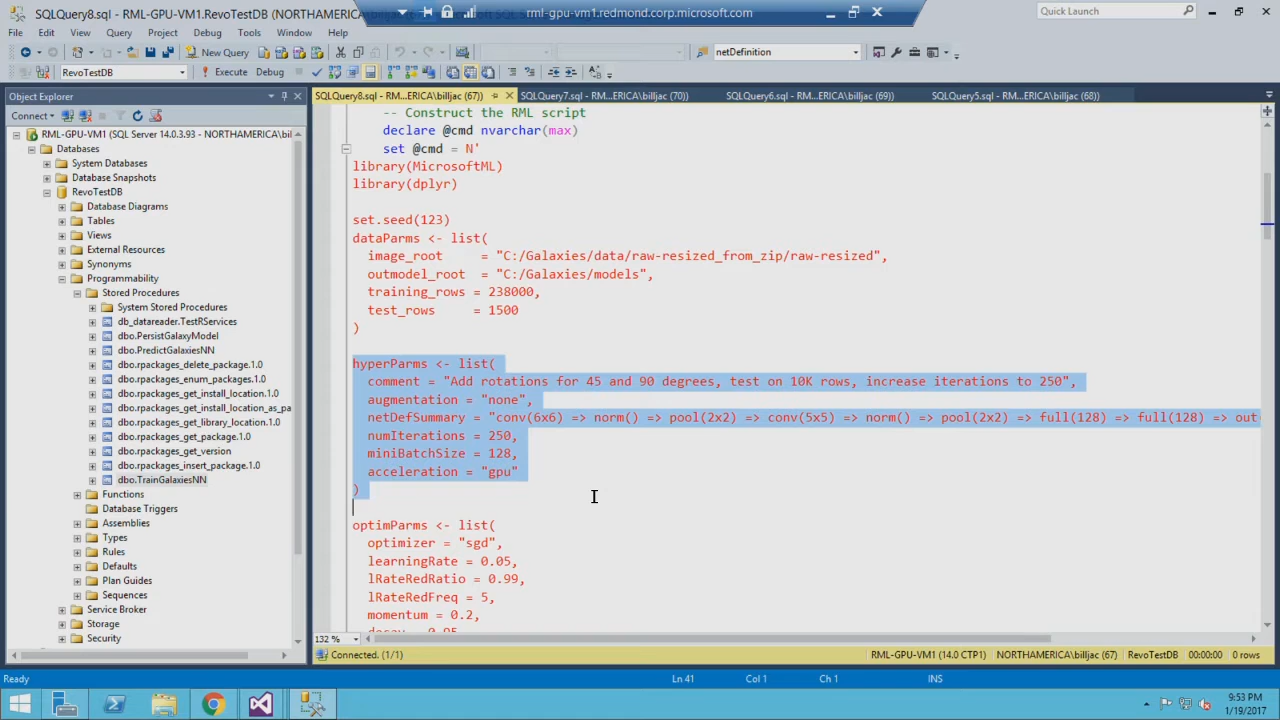 SQLQuery8.sql - RML-GPU-VM1.RevoTestDB (NORTHAMERICA\b
rml-gpu-vm1.redmond.corp.microsoft.com
Quick Launch
File Edit View Query Project Debug Tools Window Help
New Query
netDefinition
RevoTestDB
Execute Debug
Object Explorer
SQLQuery8.sql - RM...ERICA\billjac (67))
SQLQuery7.sql - RM...ERICA\billjac (70))
SQLQuery6.sql - RM...ERICA\billjac (69))
SQLQuery5.sql - RM...ERICA\billjac (68))
Connect
RML-GPU-VM1 (SQL Server 14.0.3.93 - NORTHAMERICA\bil
Databases
System Databases
Database Snapshots
RevoTestDB
Database Diagrams
Tables
Views
External Resources
Synonyms
Programmability
Stored Procedures
System Stored Procedures
db_datareader.TestRServices
dbo.PersistGalaxyModel
dbo.PredictGalaxiesNN
dbo.rpackages_delete_package.1.0
dbo.rpackages_enum_packages.1.0
dbo.rpackages_get_install_location.1.0
dbo.rpackages_get_install_location_as_pa
dbo.rpackages_get_library_location.1.0
dbo.rpackages_get_package.1.0
dbo.rpackages_get_version
dbo.rpackages_insert_package.1.0
dbo.TrainGalaxiesNN
Functions
Database Triggers
Assemblies
Types
Rules
Defaults
Plan Guides
Sequences
Service Broker
Storage
Security
-- Construct the RML script
declare @cmd nvarchar(max)
set @cmd = N'
library(MicrosoftML)
library(dplyr)
set.seed(123)
dataParms <- list(
image_root = "C:/Galaxies/data/raw-resized_from_zip/raw-resized",
outmodel_root = "C:/Galaxies/models",
training_rows = 238000,
test_rows = 1500
)
hyperParms <- list(
comment = "Add rotations for 45 and 90 degrees, test on 10K rows, increase iterations to 250",
augmentation = "none",
netDefSummary = "conv(6x6) => norm() => pool(2x2) => conv(5x5) => norm() => pool(2x2) => full(128) => full(128) => out
numIterations = 250,
miniBatchSize = 128,
acceleration = "gpu"
)
optimParms <- list(
optimizer = "sgd",
learningRate = 0.05,
lRateRedRatio = 0.99,
lRateRedFreq = 5,
momentum = 0.2,
decay = 0.95
132 %
Connected. (1/1)
RML-GPU-VM1 (14.0 CTP1)
NORTHAMERICA\billjac (67)
RevoTestDB
00:00:00
0 rows
Ready
Ln 41
Col 1
Ch 1
INS
9:53 PM
1/19/2017